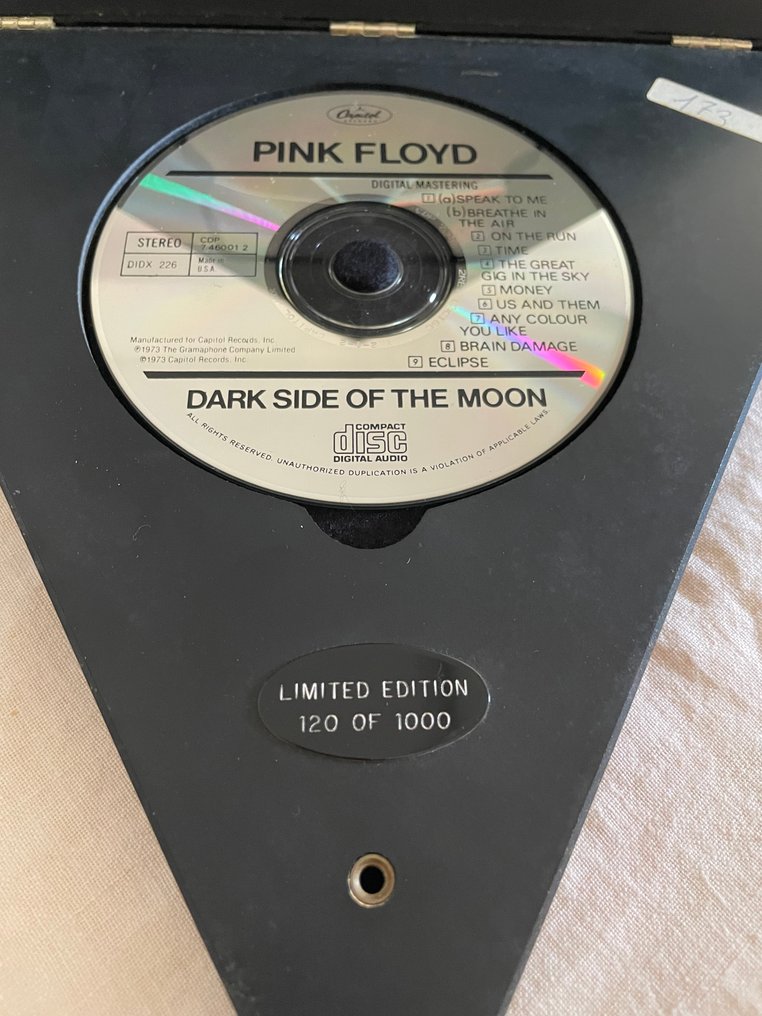 173
Capitol
RECORDS
PINK FLOYD
DIGITAL MASTERING
1 (a) SPEAK TO ME
(b) BREATHE IN
THE AIR
2 ON THE RUN
3 TIME
4 THE GREAT
GIG IN THE SKY
5 MONEY
6 US AND THEM
7 ANY COLOUR
YOU LIKE
8 BRAIN DAMAGE
9 ECLIPSE
STEREO
CDP
7 46001 2
DIDX 226
Made in
U.S.A.
Manufactured for Capitol Records, Inc.
℗1973 The Gramophone Company Limited
©1973 Capitol Records, Inc.
DARK SIDE OF THE MOON
COMPACT
disc
DIGITAL AUDIO
ALL RIGHTS RESERVED. UNAUTHORIZED DUPLICATION IS A VIOLATION OF APPLICABLE LAWS.
LIMITED EDITION
120 OF 1000